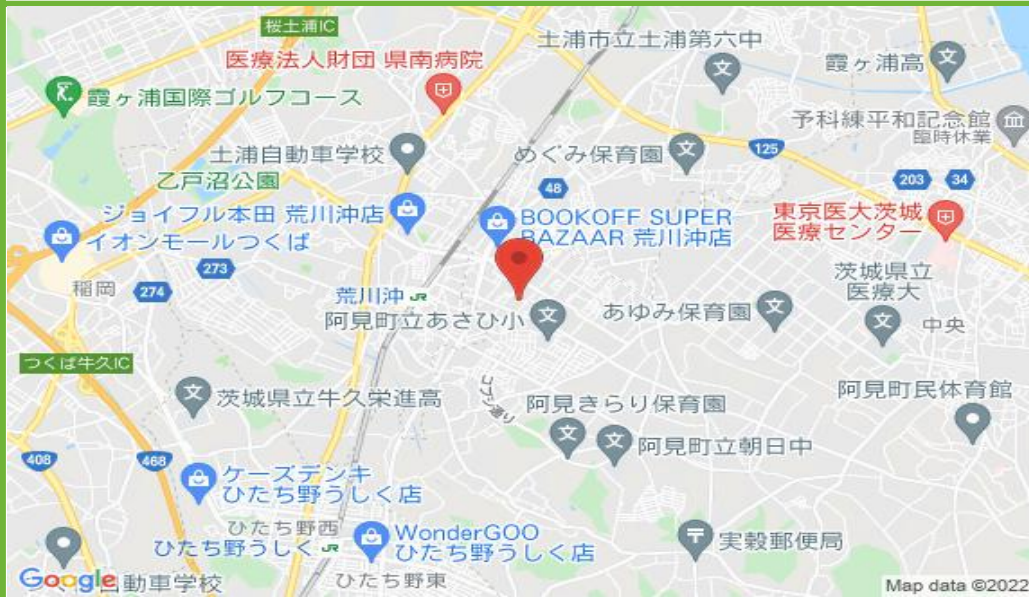 桜土浦IC
土浦市立土浦第六中
医療法人財団 県南病院
霞ヶ浦高
霞ヶ浦国際ゴルフコース
予科練平和記念館
臨時休業
土浦自動車学校
めぐみ保育園
125
乙戸沼公園
48
203
34
ジョイフル本田 荒川沖店
BOOKOFF SUPER
BAZAAR 荒川沖店
東京医大茨城
医療センター
イオンモールつくば
273
稲岡
274
荒川沖 JR
茨城県立
医療大
阿見町立あさひ小
あゆみ保育園
中央
つくば牛久IC
茨城県立牛久栄進高
阿見きらり保育園
阿見町民体育館
阿見町立朝日中
408
468
ケーズデンキ
ひたち野うしく店
ひたち野西
ひたち野うしく JR
WonderGOO
ひたち野うしく店
実穀郵便局
Google
自動車学校
ひたち野東
Map data ©2022